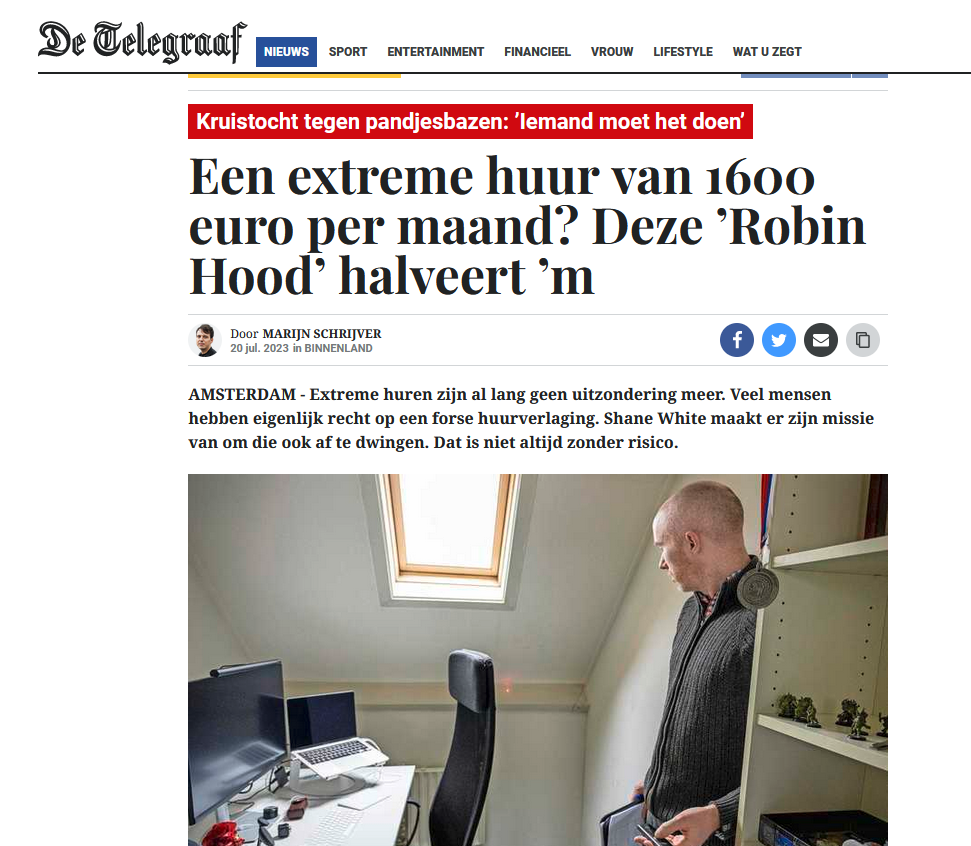 De Telegraaf
NIEUWS SPORT ENTERTAINMENT FINANCIEEL VROUW LIFESTYLE WAT U ZEGT
Kruistocht tegen pandjesbazen: ’Iemand moet het doen’
Een extreme huur van 1600
euro per maand? Deze ’Robin
Hood’ halveert ’m
Door MARIJN SCHRIJVER
20 jul. 2023 in BINNENLAND
AMSTERDAM - Extreme huren zijn al lang geen uitzondering meer. Veel mensen
hebben eigenlijk recht op een forse huurverlaging. Shane White maakt er zijn missie
van om die ook af te dwingen. Dat is niet altijd zonder risico.